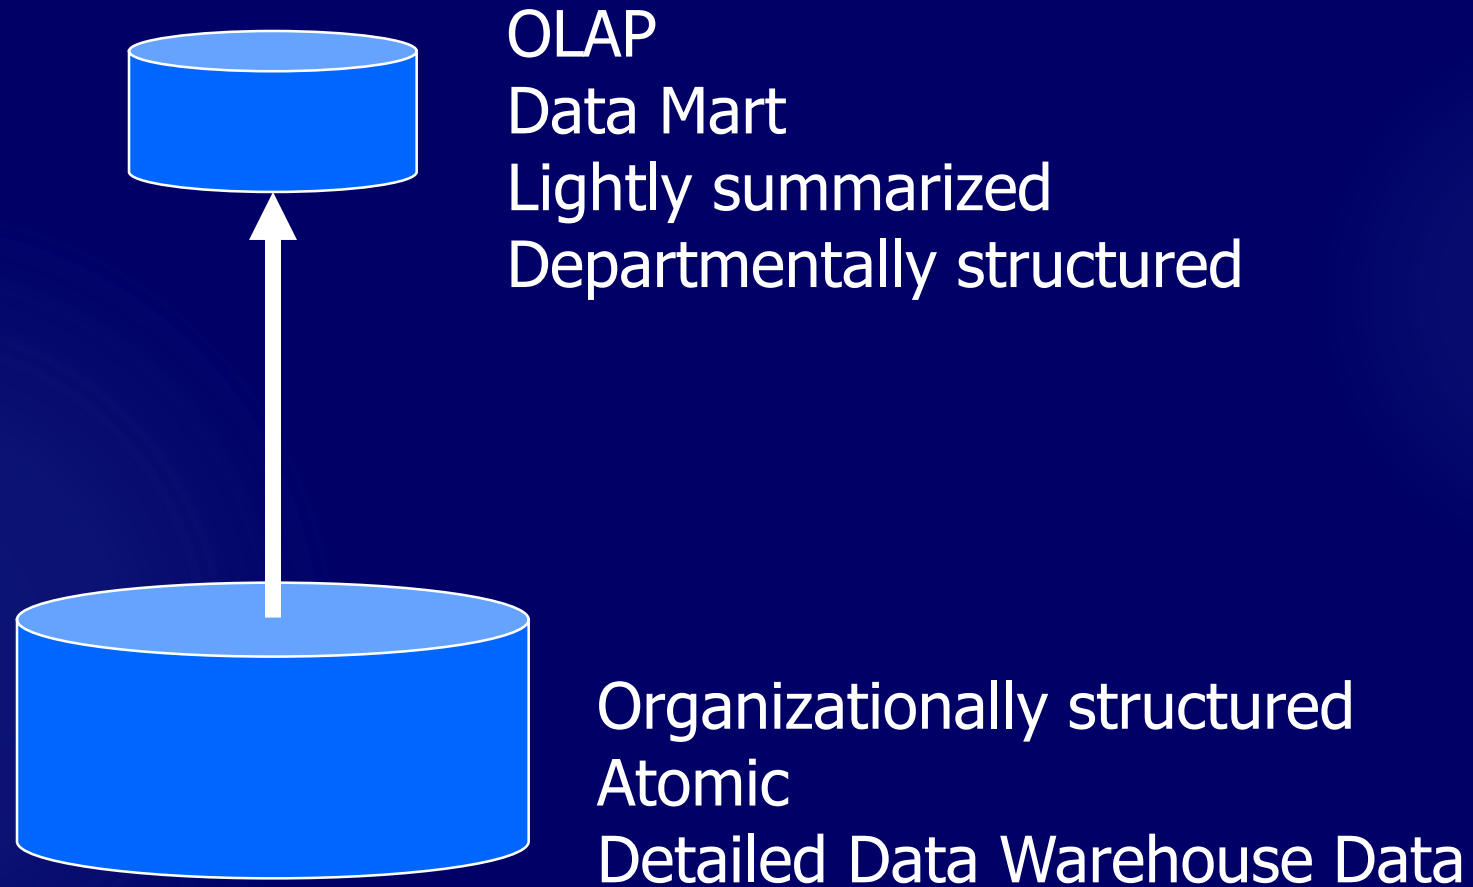 OLAP
Data Mart
Lightly summarized
Departmentally structured
Organizationally structured
Atomic
Detailed Data Warehouse Data